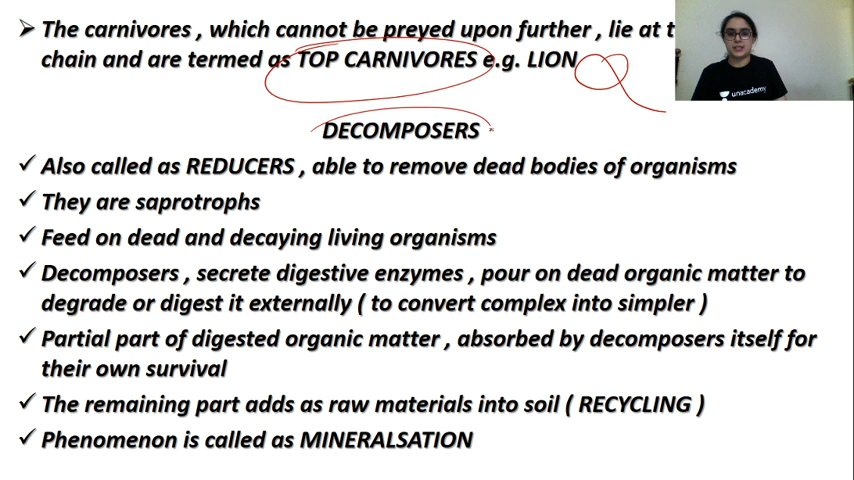 The carnivores , which cannot be preyed upon further , lie at
chain and are termed as TOP CARNIVORES e.g. LION
unacademy
DECOMPOSERS
Also called as REDUCERS , able to remove dead bodies of organisms
They are saprotrophs
Feed on dead and decaying living organisms
Decomposers , secrete digestive enzymes , pour on dead organic matter to
degrade or digest it externally ( to convert complex into simpler )
Partial part of digested organic matter , absorbed by decomposers itself for
their own survival
The remaining part adds as raw materials into soil ( RECYCLING )
Phenomenon is called as MINERALSATION